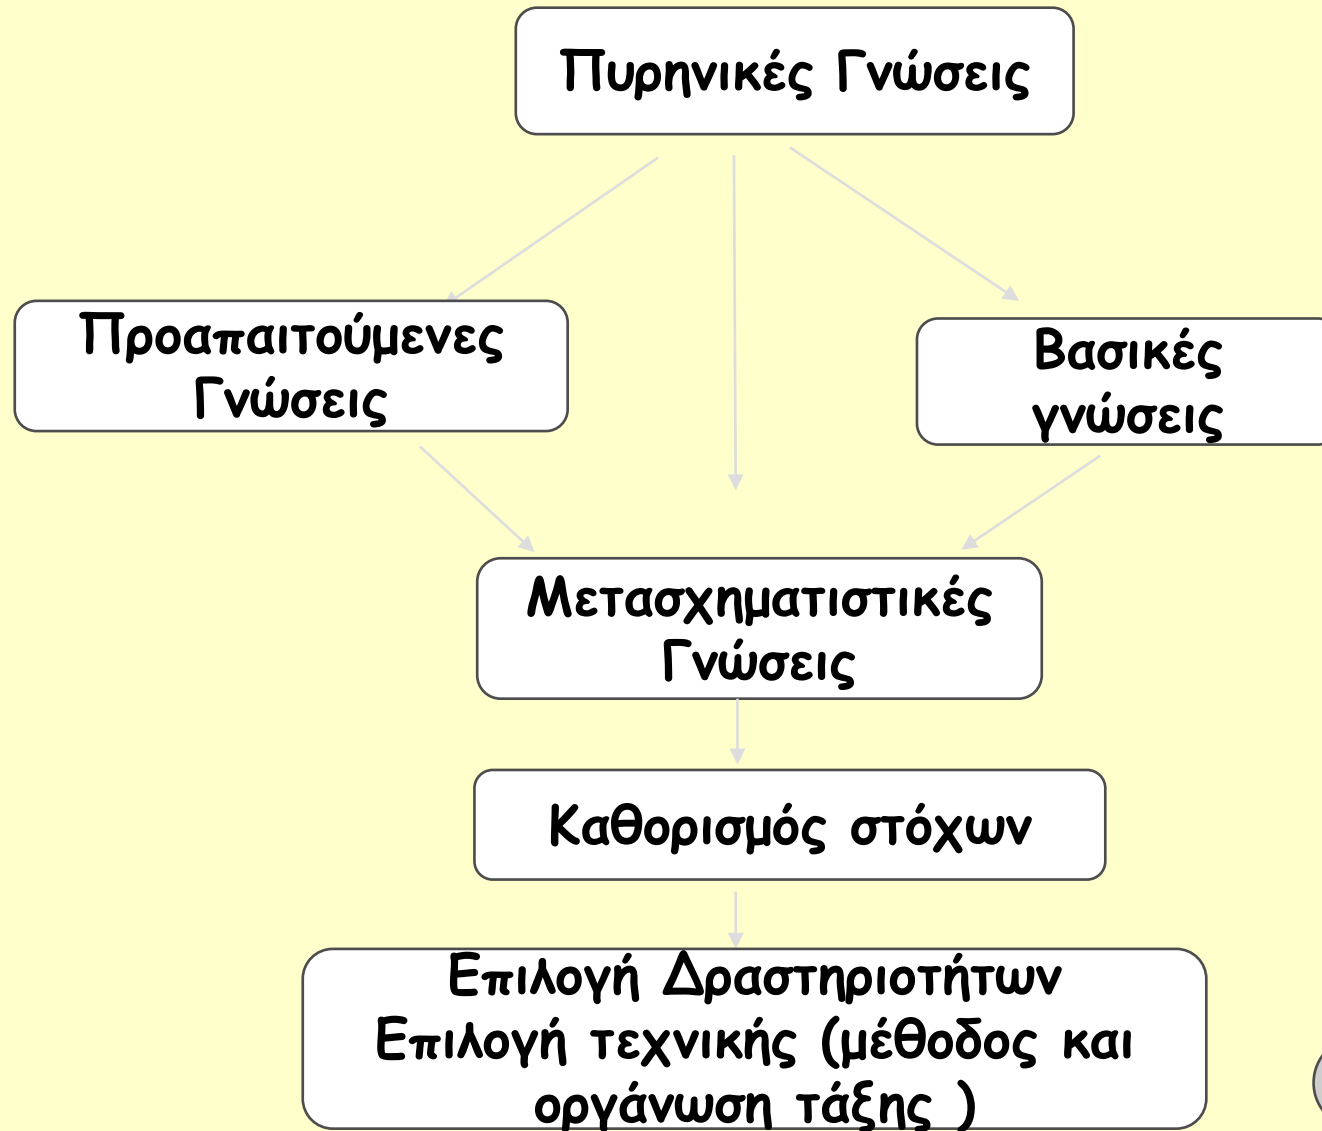 Πυρηνικές Γνώσεις
Προαπαιτούμενες
Γνώσεις
Βασικές
γνώσεις
Μετασχηματιστικές
Γνώσεις
Καθορισμός στόχων
Επιλογή Δραστηριοτήτων
Επιλογή τεχνικής (μέθοδος και
οργάνωση τάξης )